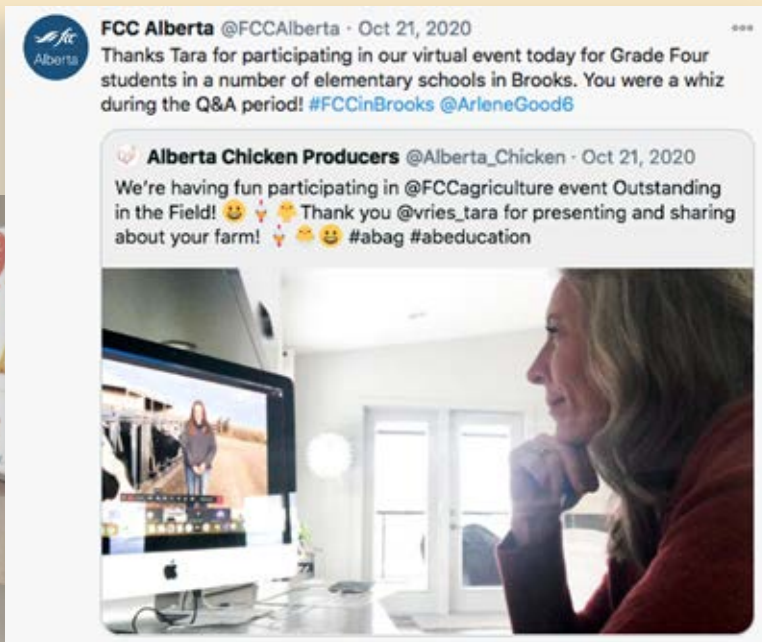 FCC Alberta @FCCAlberta · Oct 21, 2020
Thanks Tara for participating in our virtual event today for Grade Four
students in a number of elementary schools in Brooks. You were a whiz
during the Q&A period! #FCCinBrooks @ArleneGood6
fcc
Alberta
Alberta Chicken Producers @Alberta_Chicken · Oct 21, 2020
We're having fun participating in @FCCagriculture event Outstanding
in the Field! 😀 🐓 🐥 Thank you @vries_tara for presenting and sharing
about your farm! 🐓 🐥 😀 #abag #abeducation